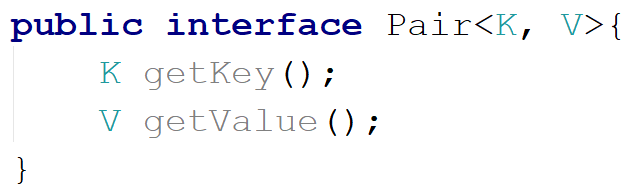 public interface Pair<K, V>{
K getKey();
V getValue();
}